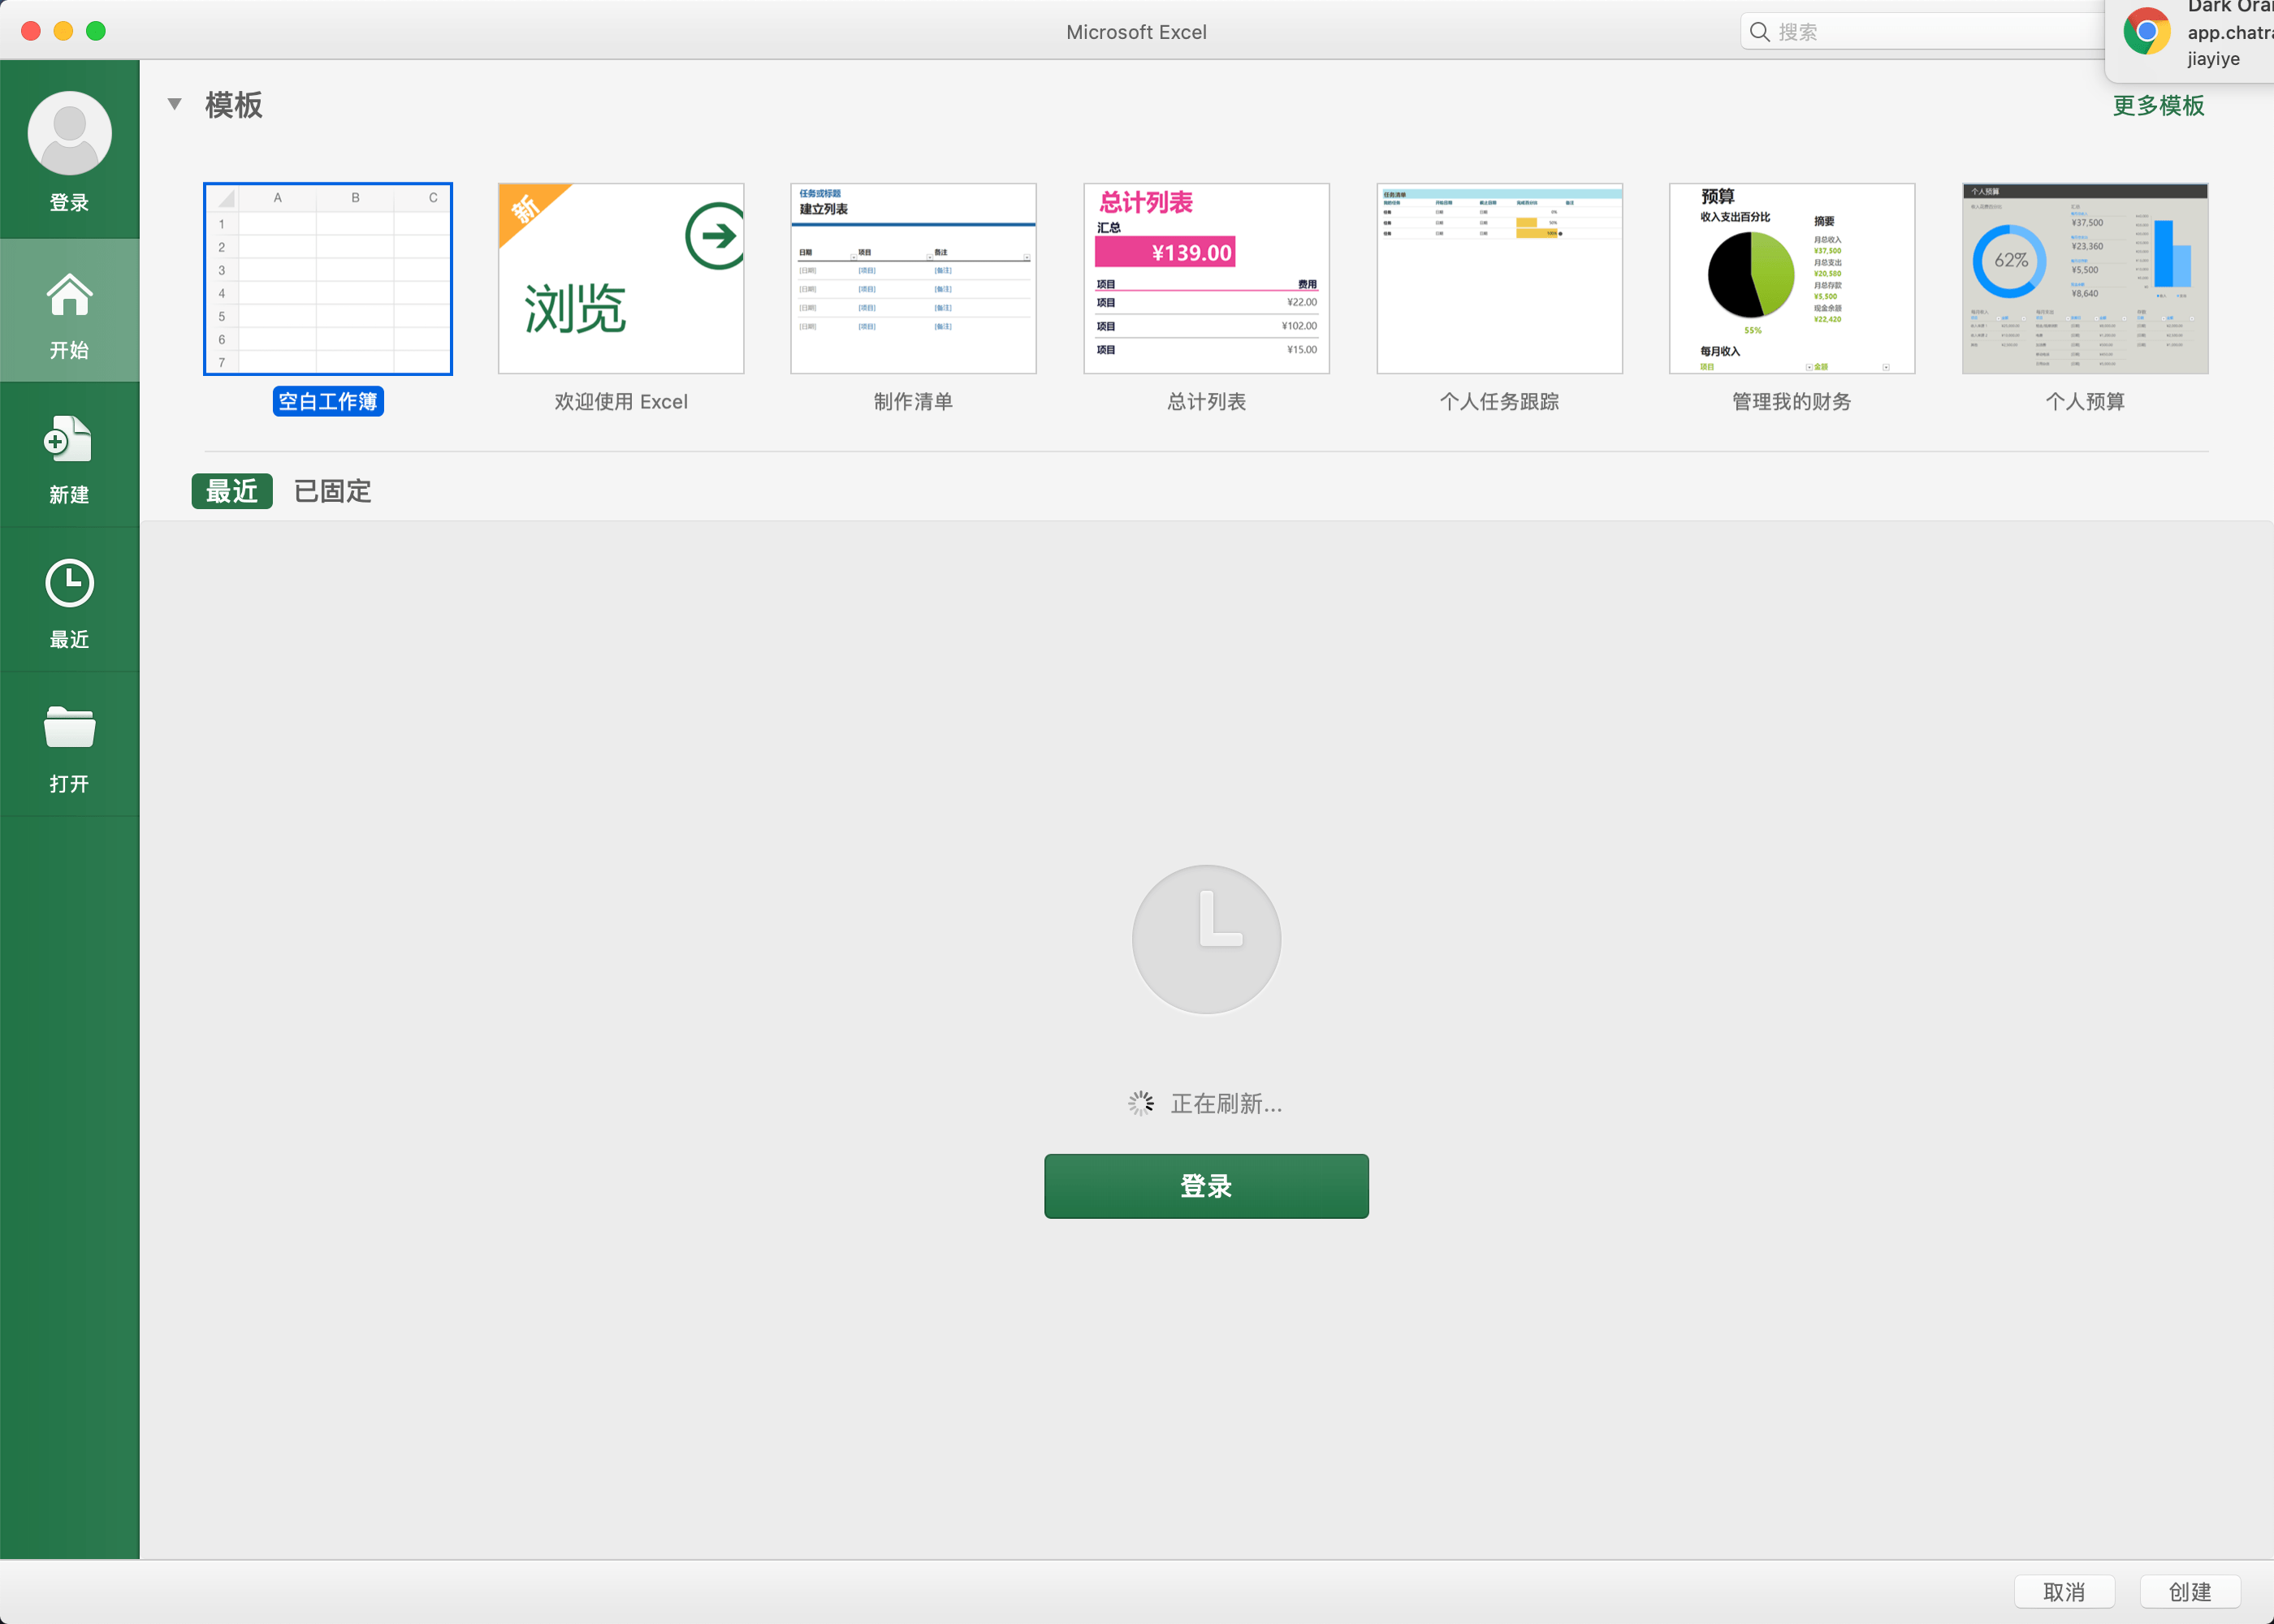 Microsoft Excel
搜索
app.chatra
jiayiye
登录
开始
新建
最近
打开
模板
更多模板
A B C
1
2
3
4
5
6
7
空白工作簿
新
浏览
欢迎使用 Excel
任务或标题
建立列表
日期 项目 备注
[日期] [项目] [备注]
[日期] [项目] [备注]
[日期] [项目] [备注]
[日期] [项目] [备注]
制作清单
总计列表
汇总
¥139.00
项目 费用
项目 ¥22.00
项目 ¥102.00
项目 ¥15.00
总计列表
任务清单
个人任务跟踪
预算
收入支出百分比
摘要
月总收入
¥37,500
月总支出
¥20,580
月总存款
¥5,500
现金余额
¥22,420
55%
每月收入
项目 金额
管理我的财务
个人预算
62%
¥37,500
¥23,360
¥5,500
¥8,640
个人预算
最近 已固定
正在刷新...
登录
取消 创建